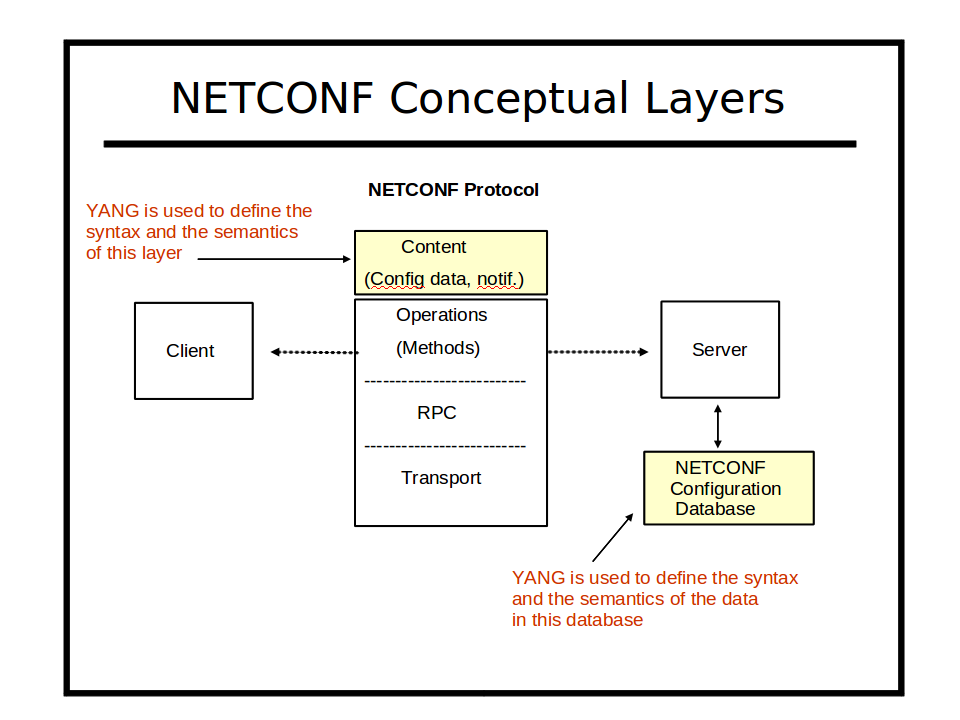 NETCONF Conceptual Layers
NETCONF Protocol
YANG is used to define the
syntax and the semantics
of this layer
Content
(Config data, notif.)
Operations
(Methods)
--------------------------
RPC
--------------------------
Transport
Client
Server
NETCONF
Configuration
Database
YANG is used to define the syntax
and the semantics of the data
in this database